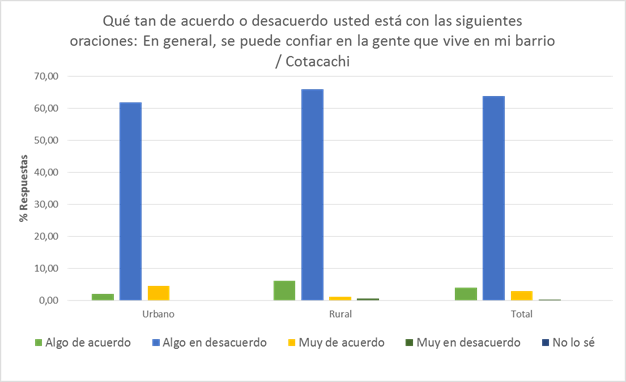 Qué tan de acuerdo o desacuerdo usted está con las siguientes
oraciones: En general, se puede confiar en la gente que vive en mi barrio
/ Cotacachi
70,00
60,00
50,00
40,00
30,00
20,00
10,00
0,00
% Respuestas
Urbano Rural Total
Algo de acuerdo Algo en desacuerdo Muy de acuerdo Muy en desacuerdo No lo sé